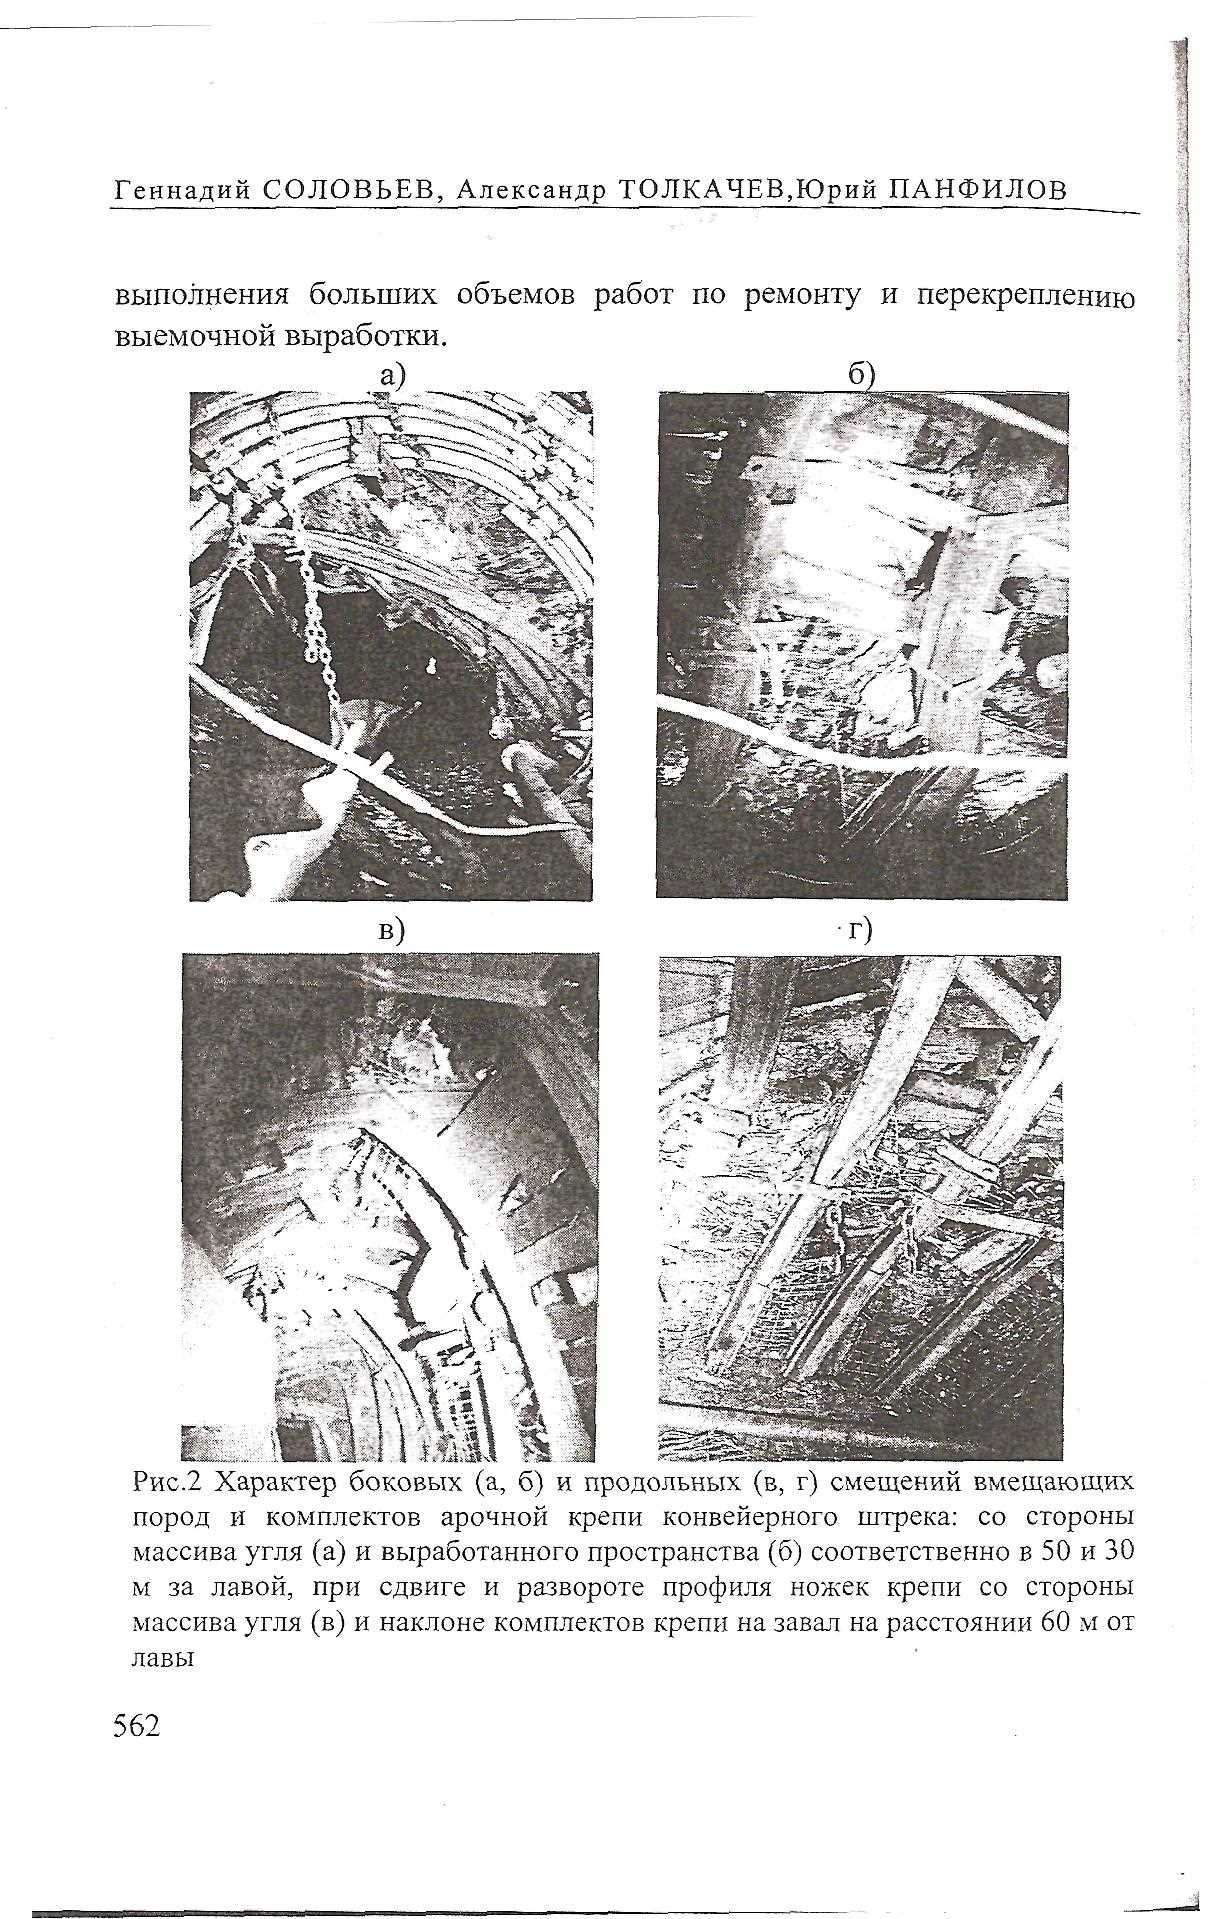 Геннадий СОЛОВЬЕВ, Александр ТОЛКАЧЕВ,Юрий ПАНФИЛОВ
выполнения больших объемов работ по ремонту и перекреплению
выемочной выработки.
а)
б)
в)
г)
Рис.2 Характер боковых (а, б) и продольных (в, г) смещений вмещающих
пород и комплектов арочной крепи конвейерного штрека: со стороны
массива угля (а) и выработанного пространства (б) соответственно в 50 и 30
м за лавой, при сдвиге и развороте профиля ножек крепи со стороны
массива угля (в) и наклоне комплектов крепи на завал на расстоянии 60 м от
лавы
562